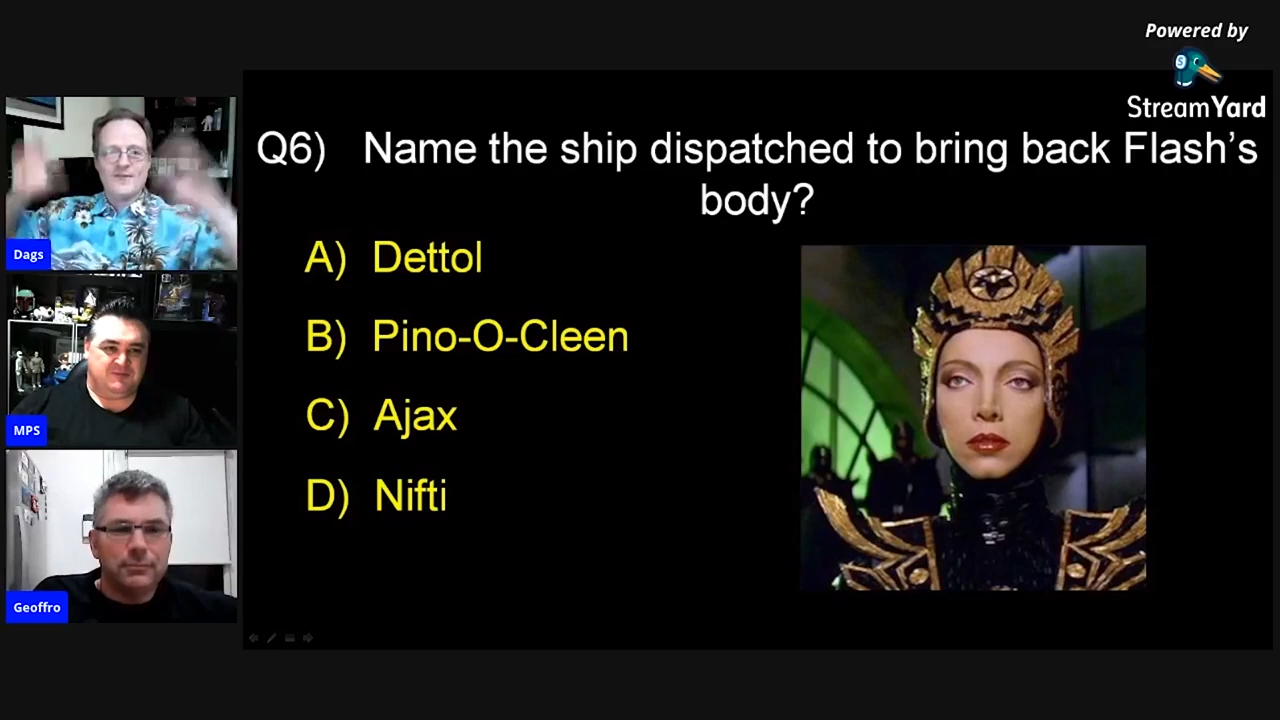 Powered by
StreamYard
Q6) Name the ship dispatched to bring back Flash’s
body?
A) Dettol
B) Pino-O-Cleen
C) Ajax
D) Nifti
Dags
MPS
Geoffro